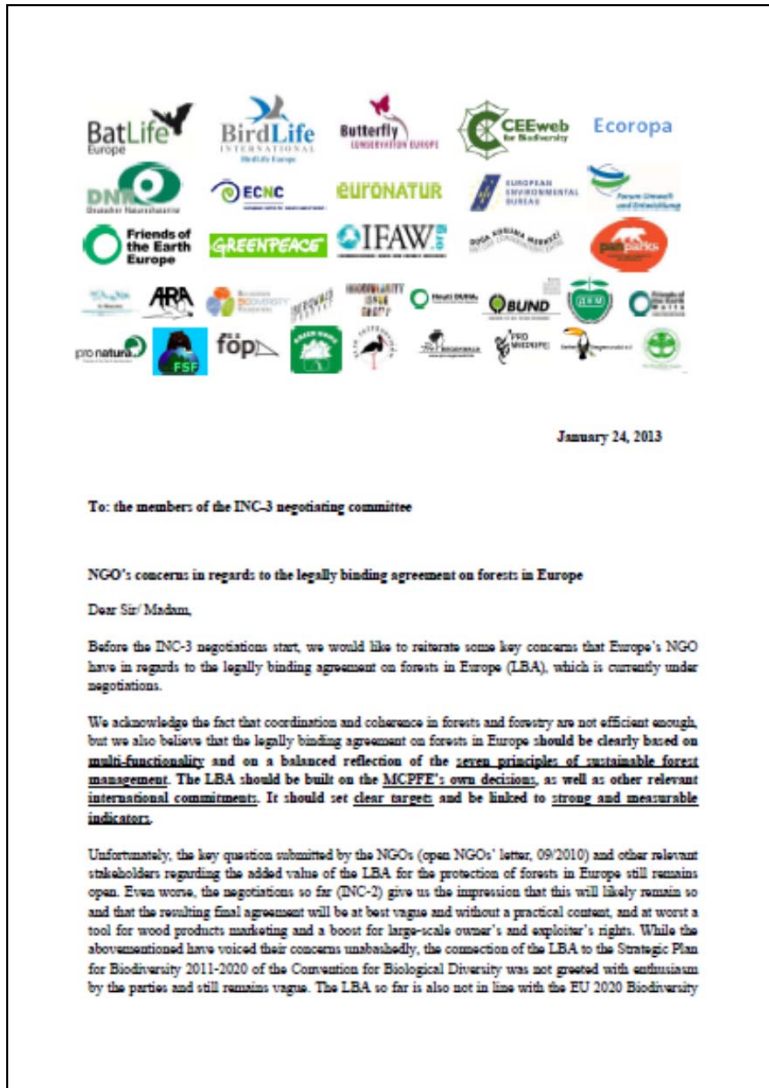 BatLife
Europe
BirdLife
INTERNATIONAL
BirdLife Europe
Butterfly
CONSERVATION EUROPE
CEEweb
for Biodiversity
Ecoropa
DNR
Deutscher Naturschutzring
ECNC
euronatur
EUROPEAN
ENVIRONMENTAL
BUREAU
Forum Umwelt
und Entwicklung
Friends of
the Earth
Europe
GREENPEACE
IFAW.org
panparks
ARA
BUND
Friends of
the Earth
Malta
pro natura
FSF
föp
PRO
January 24, 2013
To: the members of the INC-3 negotiating committee
NGO's concerns in regards to the legally binding agreement on forests in Europe
Dear Sir/ Madam,
Before the INC-3 negotiations start, we would like to reiterate some key concerns that Europe's NGO
have in regards to the legally binding agreement on forests in Europe (LBA), which is currently under
negotiations.
We acknowledge the fact that coordination and coherence in forests and forestry are not efficient enough,
but we also believe that the legally binding agreement on forests in Europe should be clearly based on
multi-functionality and on a balanced reflection of the seven principles of sustainable forest
management. The LBA should be built on the MCPFE's own decisions, as well as other relevant
international commitments. It should set clear targets and be linked to strong and measurable
indicators.
Unfortunately, the key question submitted by the NGOs (open NGOs' letter, 09/2010) and other relevant
stakeholders regarding the added value of the LBA for the protection of forests in Europe still remains
open. Even worse, the negotiations so far (INC-2) give us the impression that this will likely remain so
and that the resulting final agreement will be at best vague and without a practical content, and at worst a
tool for wood products marketing and a boost for large-scale owner's and exploiter's rights. While the
abovementioned have voiced their concerns unabashedly, the connection of the LBA to the Strategic Plan
for Biodiversity 2011-2020 of the Convention for Biological Diversity was not greeted with enthusiasm
by the parties and still remains vague. The LBA so far is also not in line with the EU 2020 Biodiversity